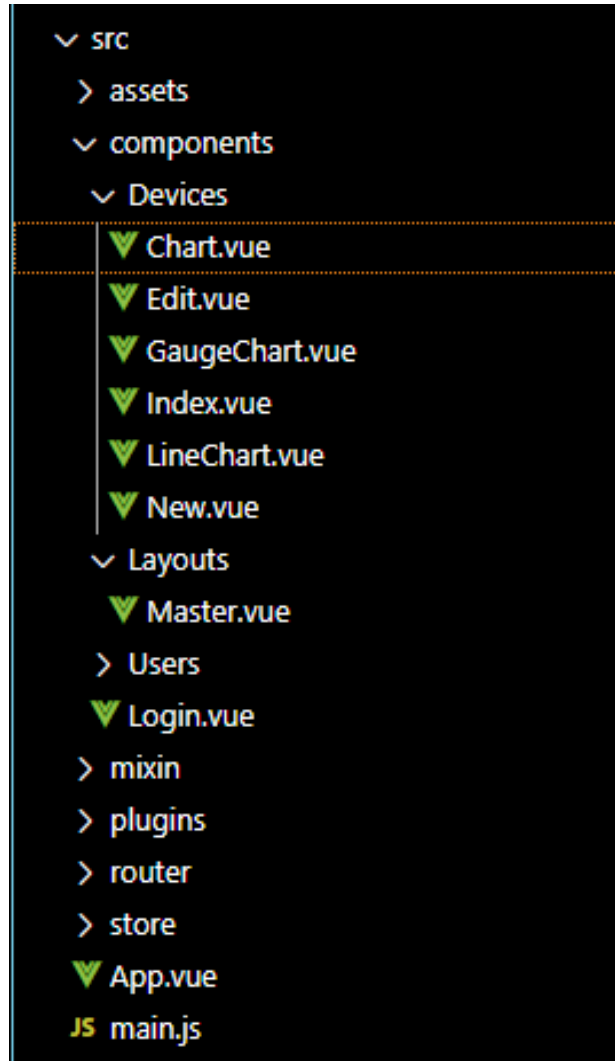 src
assets
components
Devices
Chart.vue
Edit.vue
GaugeChart.vue
Index.vue
LineChart.vue
New.vue
Layouts
Master.vue
Users
Login.vue
mixin
plugins
router
store
App.vue
JS main.js